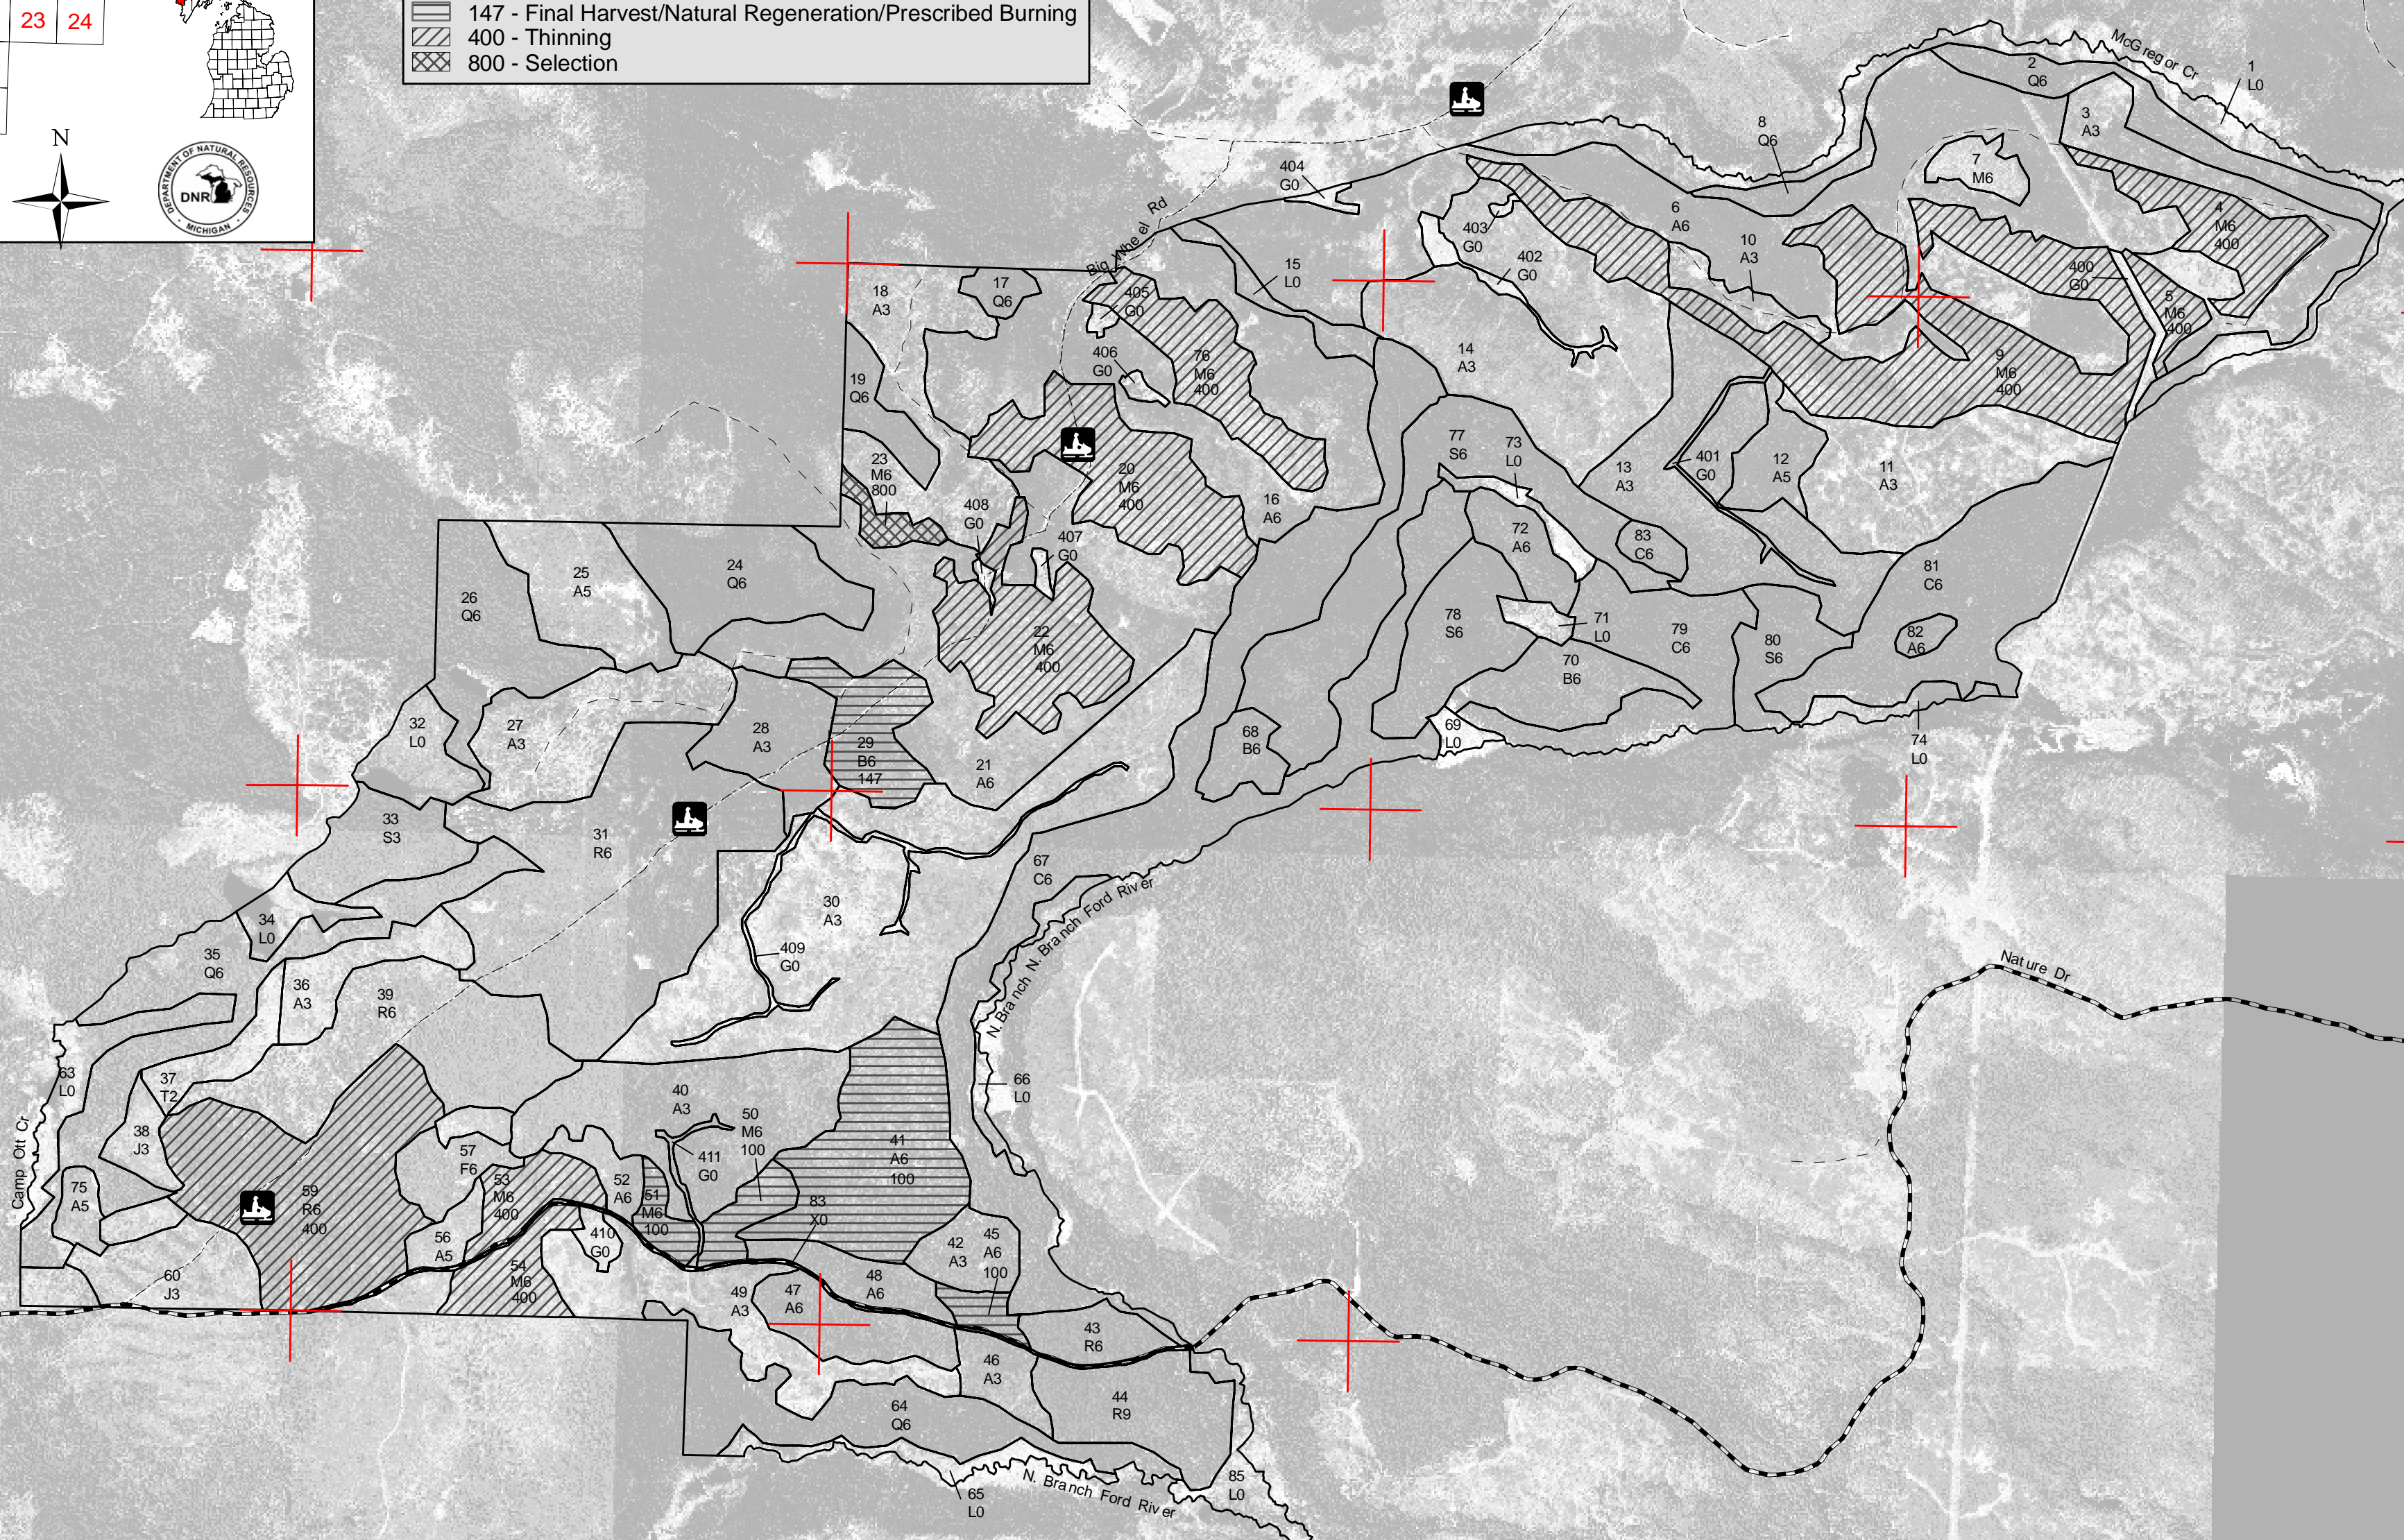 23 24
147 - Final Harvest/Natural Regeneration/Prescribed Burning
400 - Thinning
800 - Selection
N
DEPARTMENT OF NATURAL RESOURCES
DNR
MICHIGAN
McGregor Cr
1
L0
2
Q6
3
A3
8
Q6
7
M6
4
M6
400
404
G0
Big Wheel Rd
6
A6
10
A3
403
G0
402
G0
400
G0
5
M6
400
15
L0
18
A3
17
Q6
405
G0
406
G0
76
M6
400
14
A3
9
M6
400
19
Q6
23
M6
800
20
M6
400
16
A6
77
S6
73
L0
13
A3
401
G0
12
A5
11
A3
408
G0
407
G0
72
A6
83
C6
81
C6
26
Q6
25
A5
24
Q6
22
M6
400
78
S6
71
L0
79
C6
80
S6
82
A6
70
B6
32
L0
27
A3
28
A3
29
B6
147
21
A6
68
B6
69
L0
74
L0
33
S3
31
R6
67
C6
30
A3
N. Branch N. Branch Ford River
34
L0
35
Q6
409
G0
36
A3
39
R6
Nature Dr
63
L0
37
T2
66
L0
40
A3
50
M6
100
38
J3
41
A6
100
411
G0
57
F6
53
M6
400
52
A6
51
M6
100
Camp Ott Cr
75
A5
59
R6
400
83
X0
56
A5
410
G0
42
A3
45
A6
100
60
J3
54
M6
400
49
A3
47
A6
48
A6
43
R6
46
A3
44
R9
64
Q6
65
L0
N. Branch Ford River
85
L0